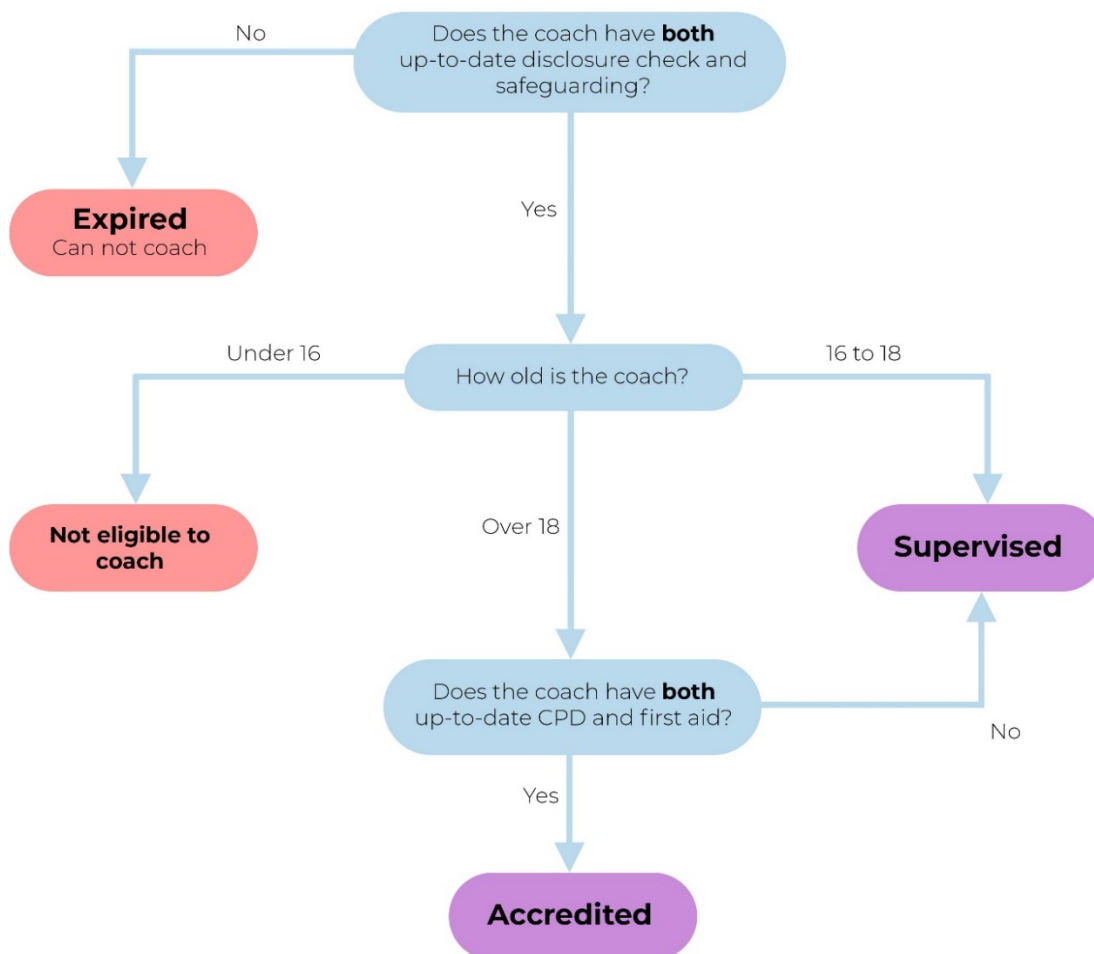 No
Does the coach have both
up-to-date disclosure check and
safeguarding?
Expired
Can not coach
Yes
Under 16
How old is the coach?
16 to 18
Not eligible to
coach
Over 18
Supervised
Does the coach have both
up-to-date CPD and first aid?
No
Yes
Accredited